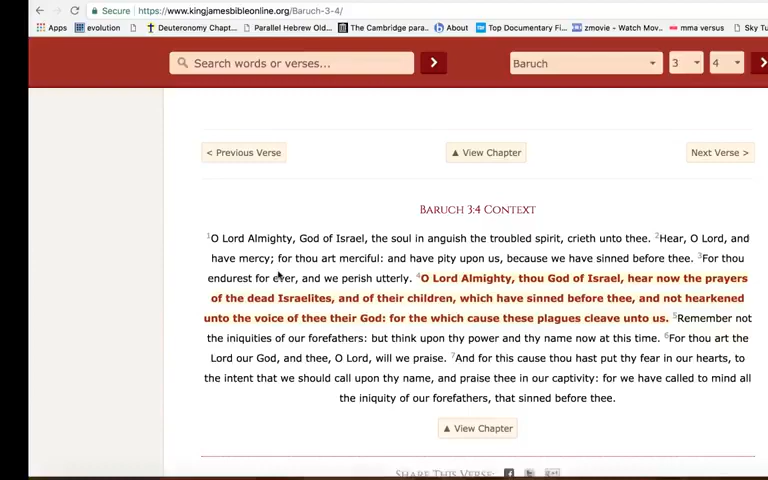 Secure https://www.kingjamesbibleonline.org/Baruch-3-4/
Apps evolution Deuteronomy Chapt... Parallel Hebrew Old... The Cambridge para... About Top Documentary Fi... zmovie - Watch Mov... mma versus Sky Tu
Search words or verses... > Baruch 3 4 >
< Previous Verse ▲ View Chapter Next Verse >
Baruch 3:4 Context
1O Lord Almighty, God of Israel, the soul in anguish the troubled spirit, crieth unto thee. 2Hear, O Lord, and
have mercy; for thou art merciful: and have pity upon us, because we have sinned before thee. 3For thou
endurest for ever, and we perish utterly. 4O Lord Almighty, thou God of Israel, hear now the prayers
of the dead Israelites, and of their children, which have sinned before thee, and not hearkened
unto the voice of thee their God: for the which cause these plagues cleave unto us. 5Remember not
the iniquities of our forefathers: but think upon thy power and thy name now at this time. 6For thou art the
Lord our God, and thee, O Lord, will we praise. 7And for this cause thou hast put thy fear in our hearts, to
the intent that we should call upon thy name, and praise thee in our captivity: for we have called to mind all
the iniquity of our forefathers, that sinned before thee.
▲ View Chapter
Share This Verse: